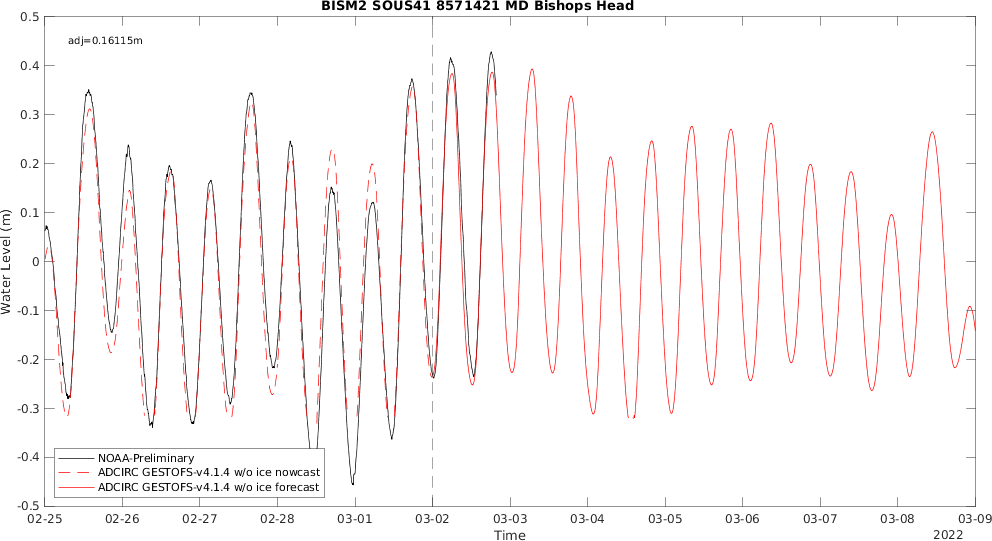 BISM2 SOUS41 8571421 MD Bishops Head
adj=0.16115m
0.5
0.4
0.3
0.2
0.1
0
-0.1
-0.2
-0.3
-0.4
-0.5
Water Level (m)
NOAA-Preliminary
ADCIRC GESTOFS-v4.1.4 w/o ice nowcast
ADCIRC GESTOFS-v4.1.4 w/o ice forecast
02-25 02-26 02-27 02-28 03-01 03-02 03-03 03-04 03-05 03-06 03-07 03-08 03-09
Time
2022